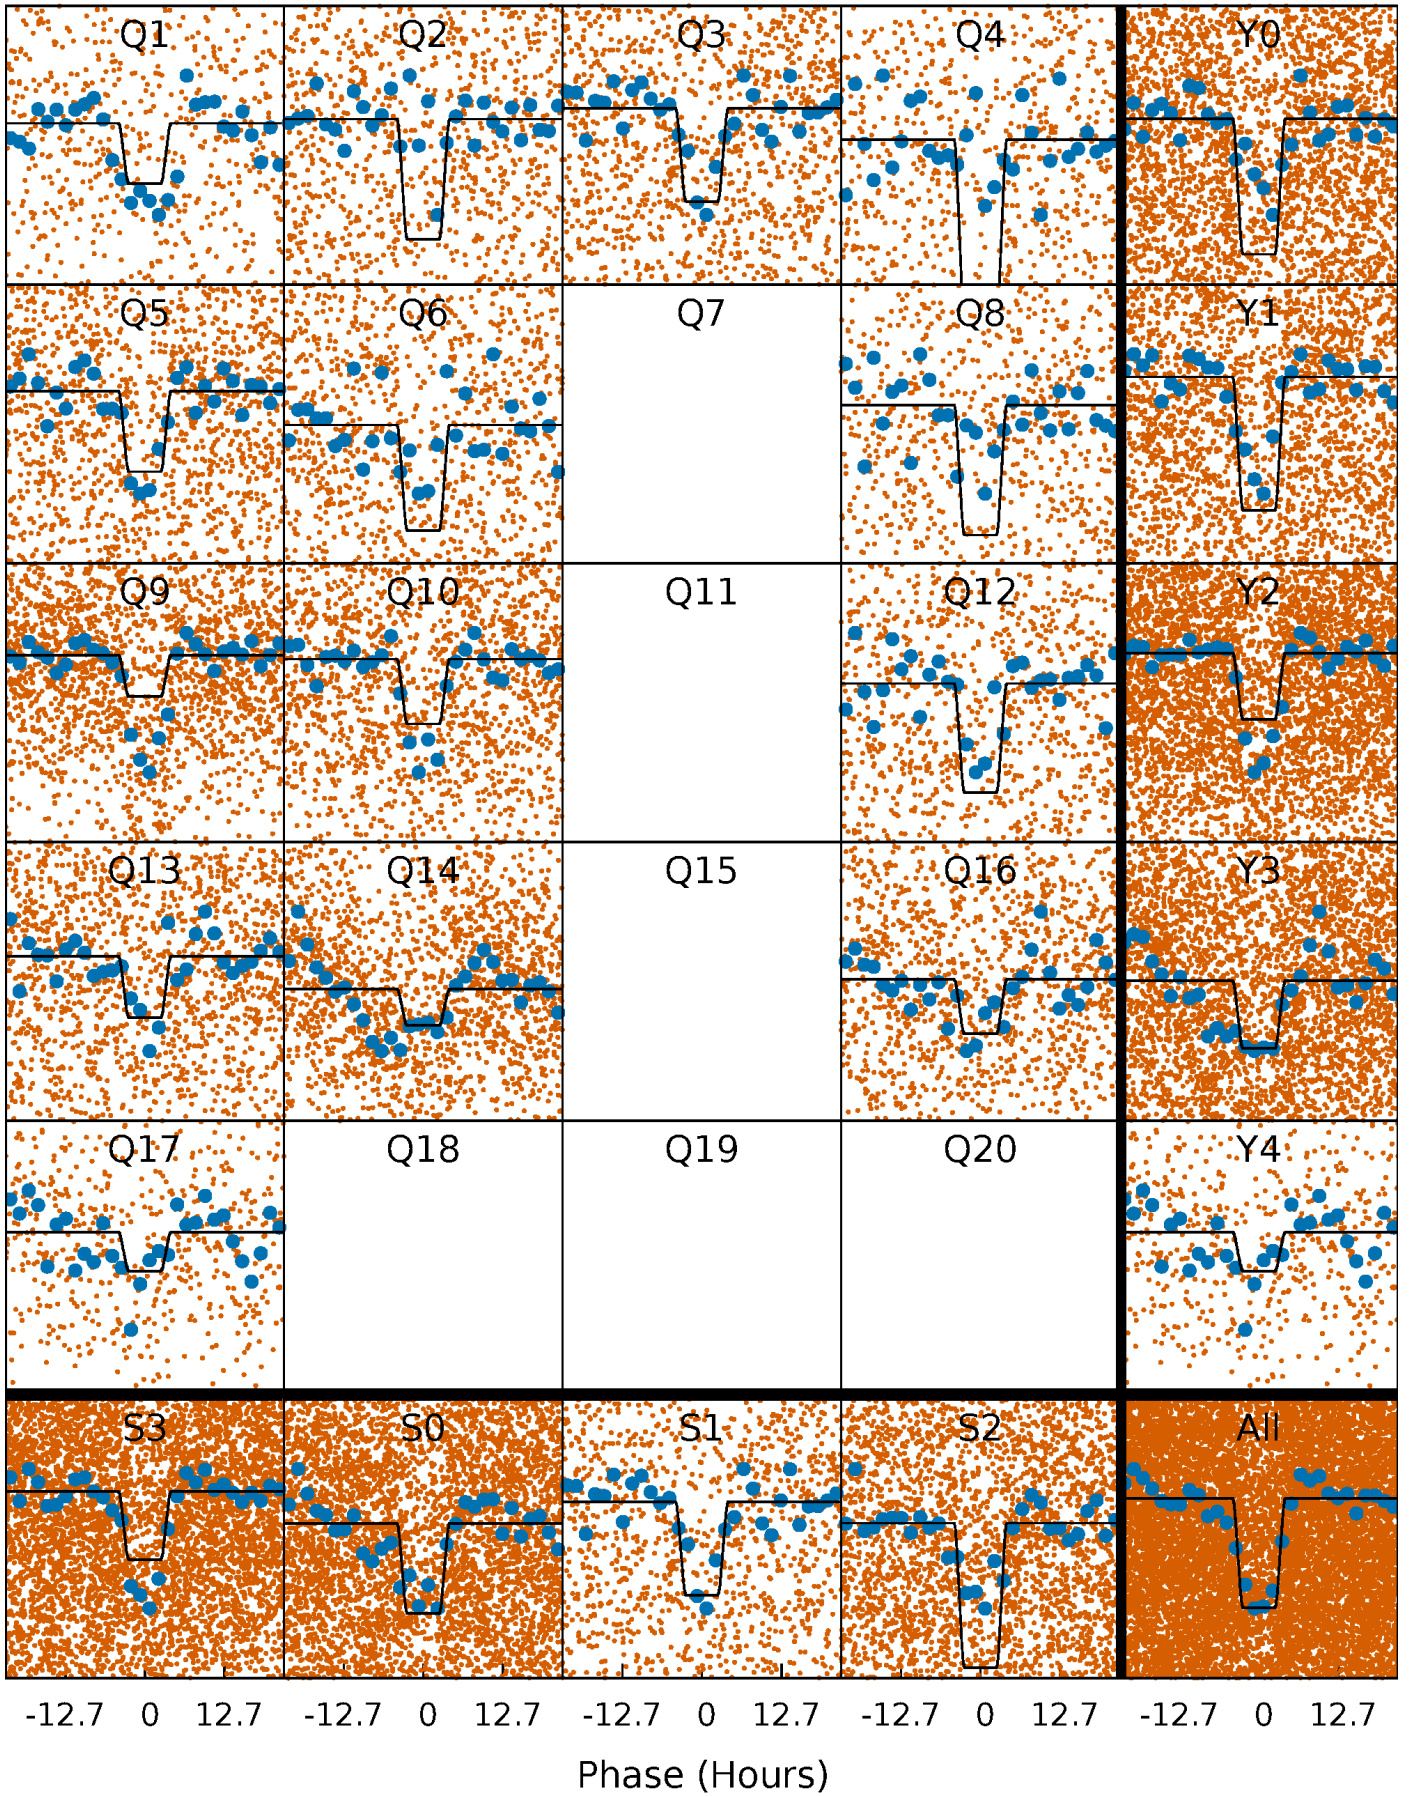 Q1 Q2 Q3 Q4 Y0
Q5 Q6 Q7 Q8 Y1
Q9 Q10 Q11 Q12 Y2
Q13 Q14 Q15 Q16 Y3
Q17 Q18 Q19 Q20 Y4
S3 S0 S1 S2 All
-12.7 0 12.7 -12.7 0 12.7 -12.7 0 12.7 -12.7 0 12.7 -12.7 0 12.7
Phase (Hours)